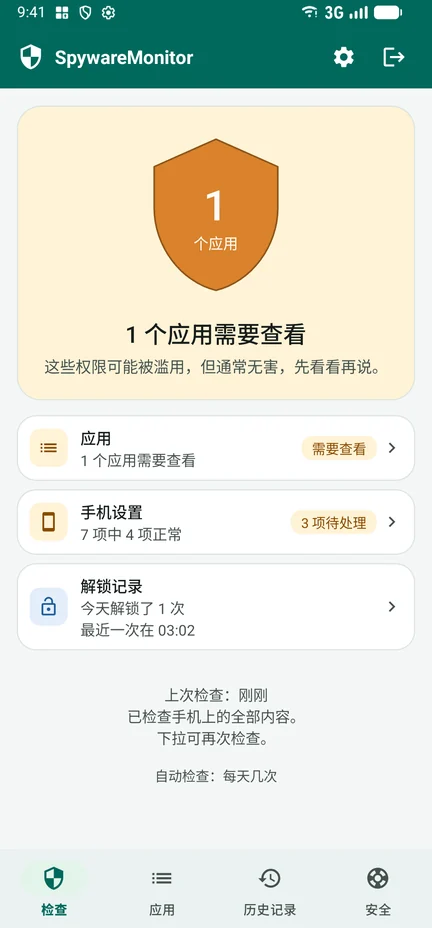 9:41
3G
SpywareMonitor
1
个应用
1 个应用需要查看
这些权限可能被滥用，但通常无害，先看看再说。
应用
1 个应用需要查看
需要查看
手机设置
7 项中 4 项正常
3 项待处理
解锁记录
今天解锁了 1 次
最近一次在 03:02
上次检查：刚刚
已检查手机上的全部内容。
下拉可再次检查。
自动检查：每天几次
检查
应用
历史记录
安全